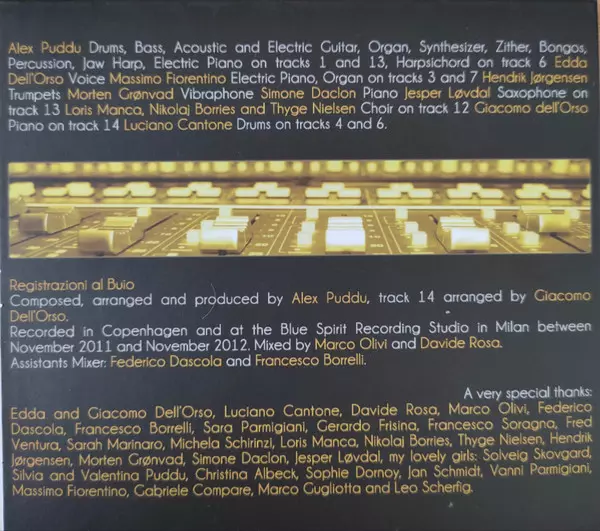 Alex Puddu Drums, Bass, Acoustic and Electric Guitar, Organ, Synthesizer, Zither, Bongos,
Percussion, Jaw Harp, Electric Piano on tracks 1 and 13, Harpsichord on track 6 Edda
Dell'Orso Voice Massimo Fiorentino Electric Piano, Organ on tracks 3 and 7 Hendrik Jørgensen
Trumpets Morten Grønvad Vibraphone Simone Daclon Piano Jesper Løvdal Saxophone on
track 13 Loris Manca, Nikolaj Borries and Thyge Nielsen Choir on track 12 Giacomo dell'Orso
Piano on track 14 Luciano Cantone Drums on tracks 4 and 6.
Registrazioni al Buio
Composed, arranged and produced by Alex Puddu, track 14 arranged by Giacomo
Dell'Orso.
Recorded in Copenhagen and at the Blue Spirit Recording Studio in Milan between
November 2011 and November 2012. Mixed by Marco Olivi and Davide Rosa.
Assistants Mixer: Federico Dascola and Francesco Borrelli.
A very special thanks:
Edda and Giacomo Dell'Orso, Luciano Cantone, Davide Rosa, Marco Olivi, Federico
Dascola, Francesco Borrelli, Sara Parmigiani, Gerardo Frisina, Francesco Soragna, Fred
Ventura, Sarah Marinaro, Michela Schirinzi, Loris Manca, Nikolaj Borries, Thyge Nielsen, Hendrik
Jørgensen, Morten Grønvad, Simone Daclon, Jesper Løvdal, my lovely girls: Solveig Skovgard,
Silvia and Valentina Puddu, Christina Albeck, Sophie Dornoy, Jan Schmidt, Vanni Parmigiani,
Massimo Fiorentino, Gabriele Compare, Marco Gugliotta and Leo Scherfig.